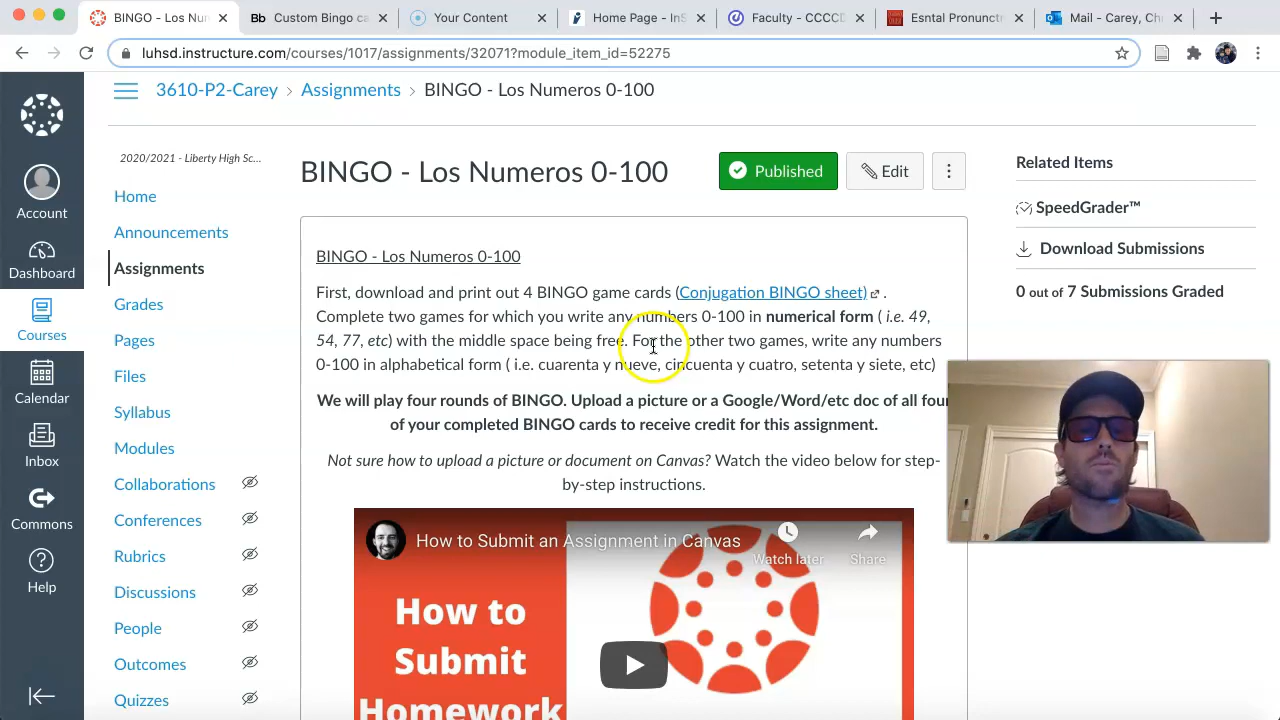 BINGO - Los Nu
Custom Bingo ca
Your Content
Home Page - InS
Faculty - CCCCD
Esntal Pronunct
Mail - Carey, Ch
luhsd.instructure.com/courses/1017/assignments/32071?module_item_id=52275
3610-P2-Carey > Assignments > BINGO - Los Numeros 0-100
2020/2021 - Liberty High Sc...
Home
Announcements
Assignments
Grades
Pages
Files
Syllabus
Modules
Collaborations
Conferences
Rubrics
Discussions
People
Outcomes
Quizzes
Account
Dashboard
Courses
Calendar
Inbox
Commons
Help
BINGO - Los Numeros 0-100
Published
Edit
BINGO - Los Numeros 0-100
First, download and print out 4 BINGO game cards (Conjugation BINGO sheet) .
Complete two games for which you write any numbers 0-100 in numerical form ( i.e. 49,
54, 77, etc) with the middle space being free. For the other two games, write any numbers
0-100 in alphabetical form ( i.e. cuarenta y nueve, cincuenta y cuatro, setenta y siete, etc)
We will play four rounds of BINGO. Upload a picture or a Google/Word/etc doc of all four
of your completed BINGO cards to receive credit for this assignment.
Not sure how to upload a picture or document on Canvas? Watch the video below for step-
by-step instructions.
How to Submit an Assignment in Canvas
Watch later
Share
How to
Submit
Homework
Related Items
SpeedGrader™
Download Submissions
0 out of 7 Submissions Graded